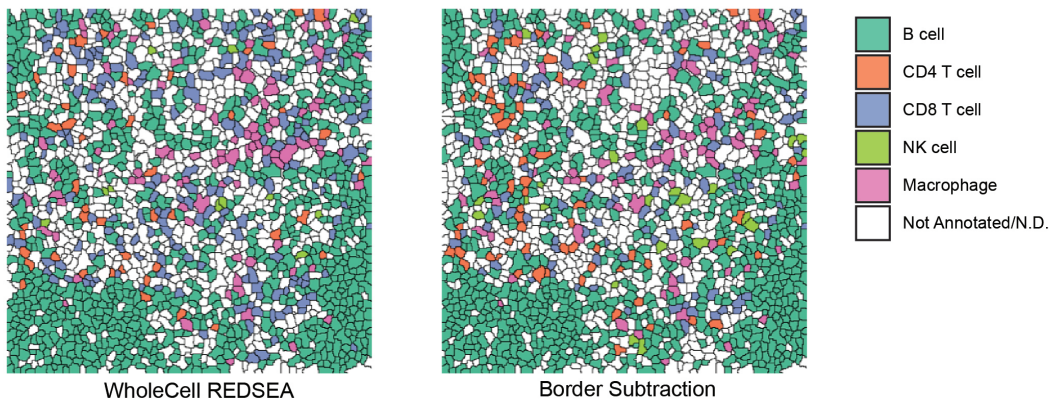 B cell
CD4 T cell
CD8 T cell
NK cell
Macrophage
Not Annotated/N.D.
WholeCell REDSEA
Border Subtraction